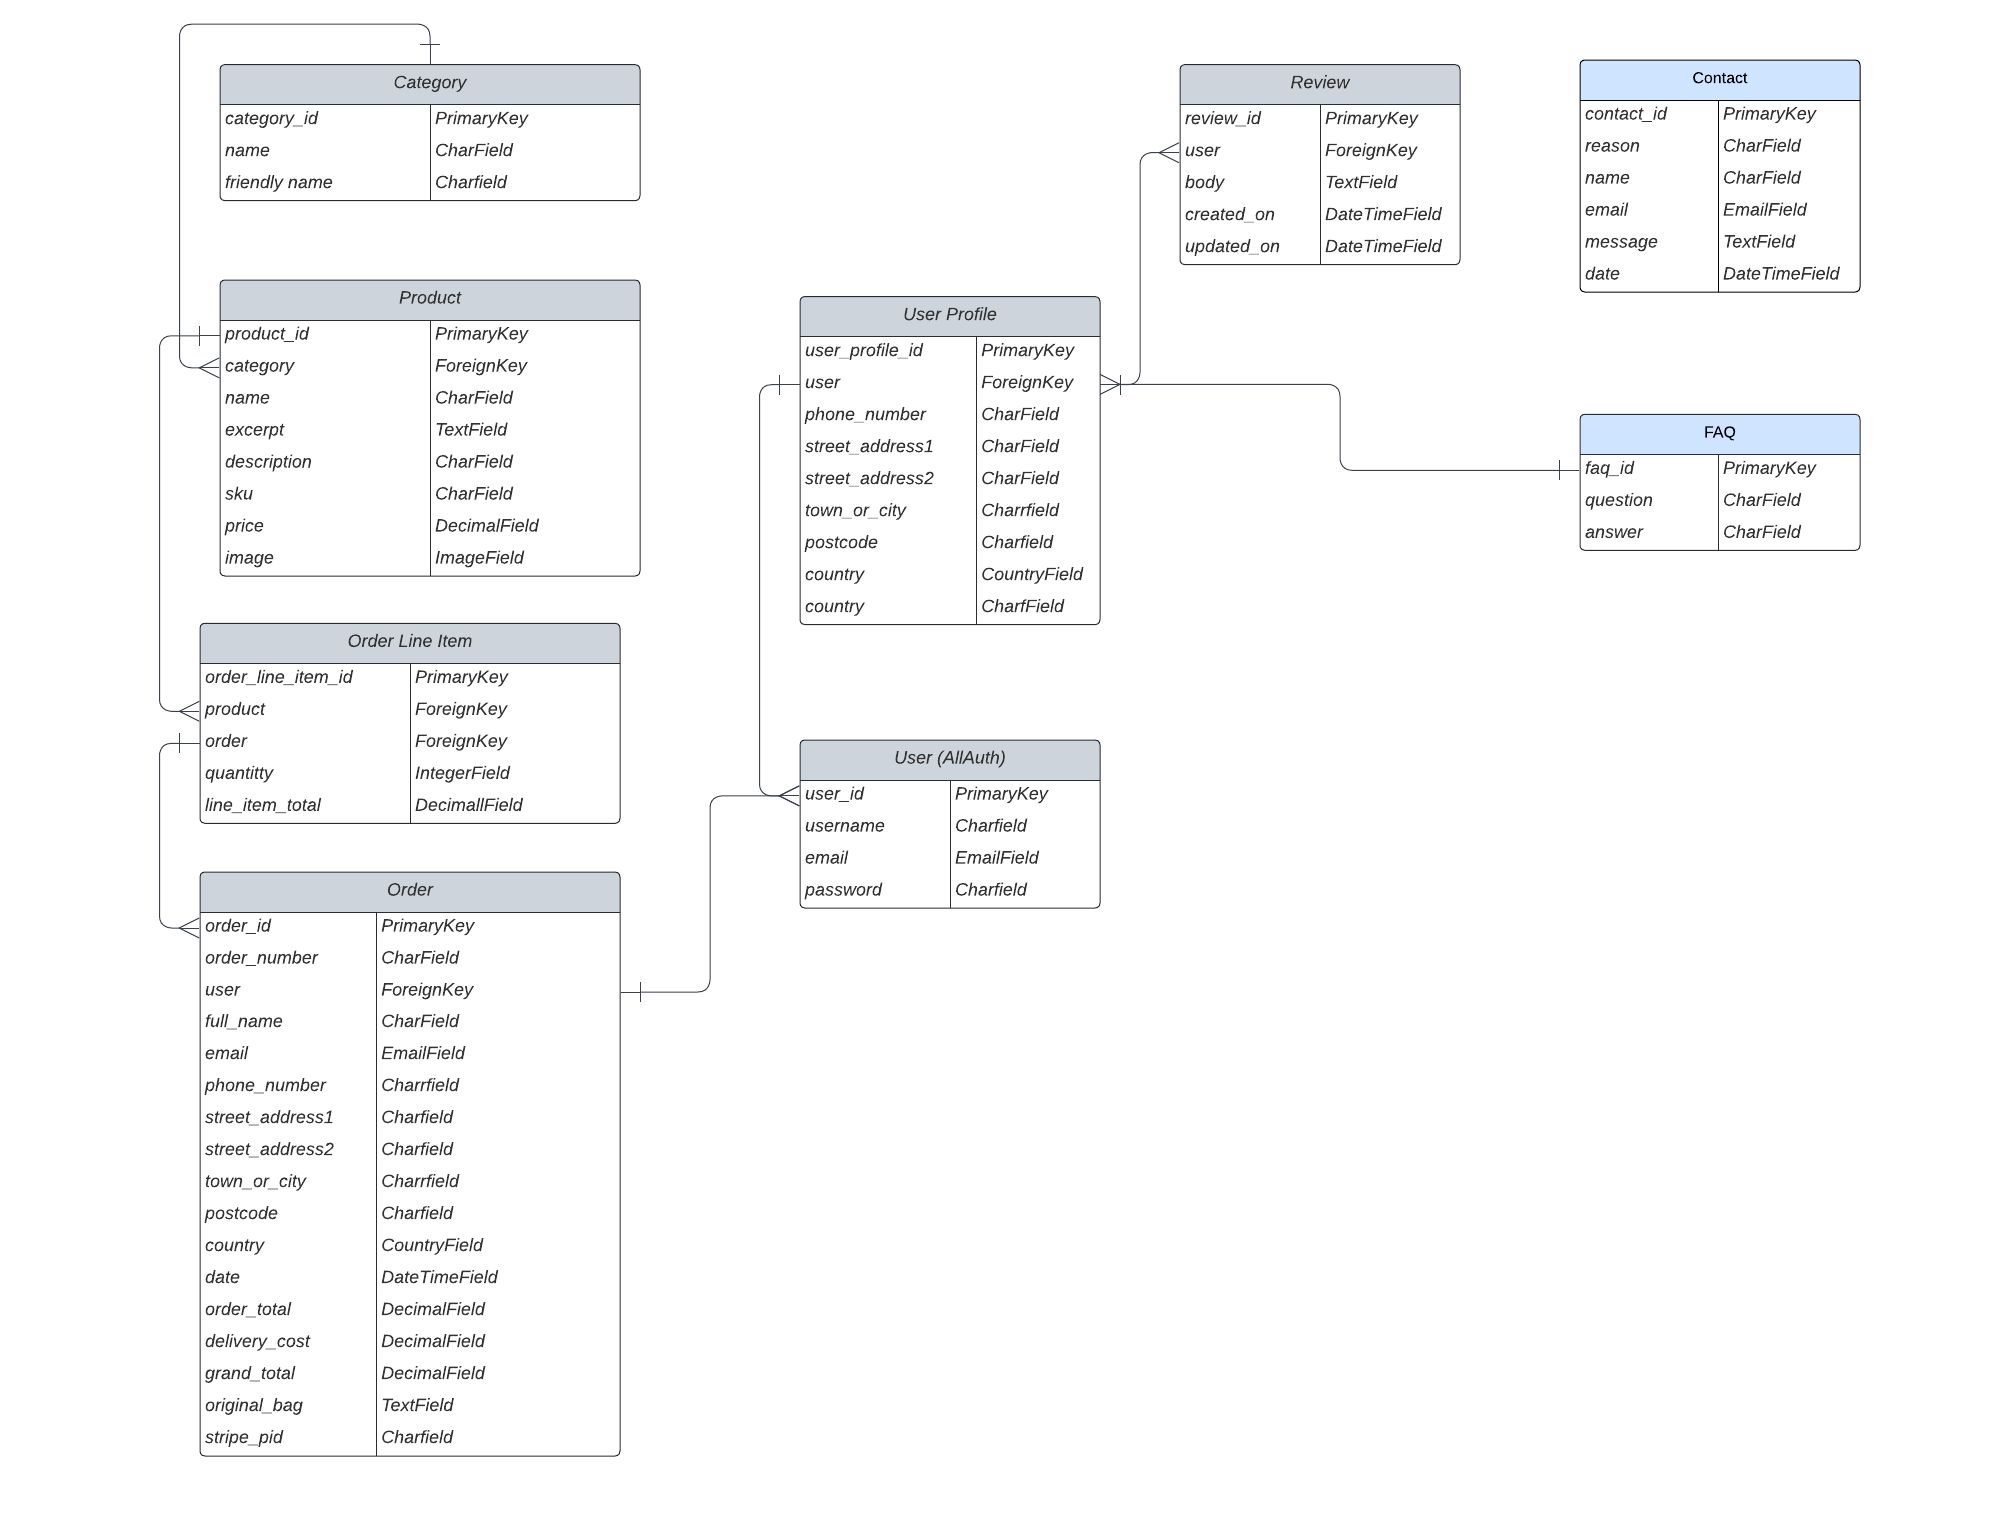 Category
category_id PrimaryKey
name CharField
friendly name Charfield
Product
product_id PrimaryKey
category ForeignKey
name CharField
excerpt TextField
description CharField
sku CharField
price DecimalField
image ImageField
Order Line Item
order_line_item_id PrimaryKey
product ForeignKey
order ForeignKey
quantitty IntegerField
line_item_total DecimallField
Order
order_id PrimaryKey
order_number CharField
user ForeignKey
full_name CharField
email EmailField
phone_number Charrfield
street_address1 Charfield
street_address2 Charfield
town_or_city Charrfield
postcode Charfield
country CountryField
date DateTimeField
order_total DecimalField
delivery_cost DecimalField
grand_total DecimalField
original_bag TextField
stripe_pid Charfield
User Profile
user_profile_id PrimaryKey
user ForeignKey
phone_number CharField
street_address1 CharField
street_address2 CharField
town_or_city Charrfield
postcode Charfield
country CountryField
country CharfField
User (AllAuth)
user_id PrimaryKey
username Charfield
email EmailField
password Charfield
Review
review_id PrimaryKey
user ForeignKey
body TextField
created_on DateTimeField
updated_on DateTimeField
Contact
contact_id PrimaryKey
reason CharField
name CharField
email EmailField
message TextField
date DateTimeField
FAQ
faq_id PrimaryKey
question CharField
answer CharField